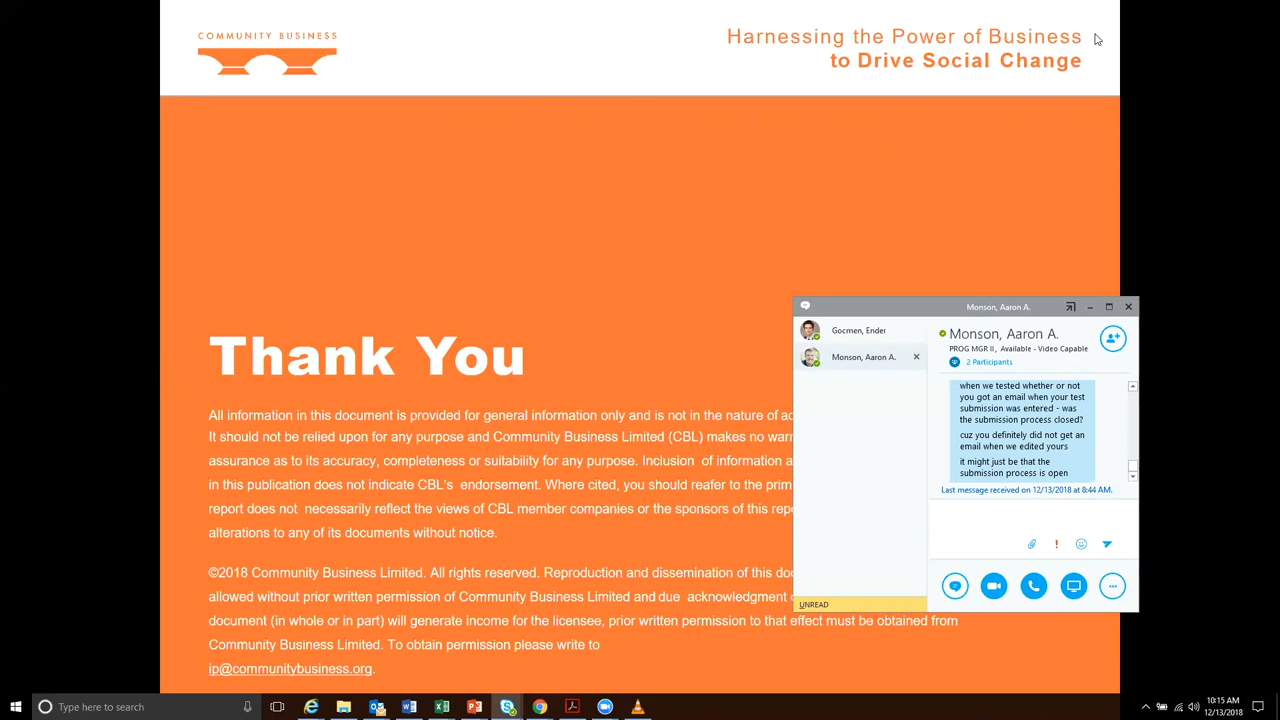 COMMUNITY BUSINESS
Harnessing the Power of Business
to Drive Social Change
Thank You
All information in this document is provided for general information only and is not in the nature of ad
It should not be relied upon for any purpose and Community Business Limited (CBL) makes no warr
assurance as to its accuracy, completeness or suitability for any purpose. Inclusion of information a
in this publication does not indicate CBL's endorsement. Where cited, you should reafer to the prim
report does not necessarily reflect the views of CBL member companies or the sponsors of this repo
alterations to any of its documents without notice.
©2018 Community Business Limited. All rights reserved. Reproduction and dissemination of this doc
allowed without prior written permission of Community Business Limited and due acknowledgment o
document (in whole or in part) will generate income for the licensee, prior written permission to that effect must be obtained from
Community Business Limited. To obtain permission please write to
ip@communitybusiness.org.
Monson, Aaron A.
Gocmen, Ender
Monson, Aaron A.
UNREAD
Monson, Aaron A.
PROG MGR II, Available - Video Capable
2 Participants
when we tested whether or not
you got an email when your test
submission was entered - was
the submission process closed?
cuz you definitely did not get an
email when we edited yours
it might just be that the
submission process is open
Last message received on 12/13/2018 at 8:44 AM.
Type here to search
10:15 AM
12/13/2018